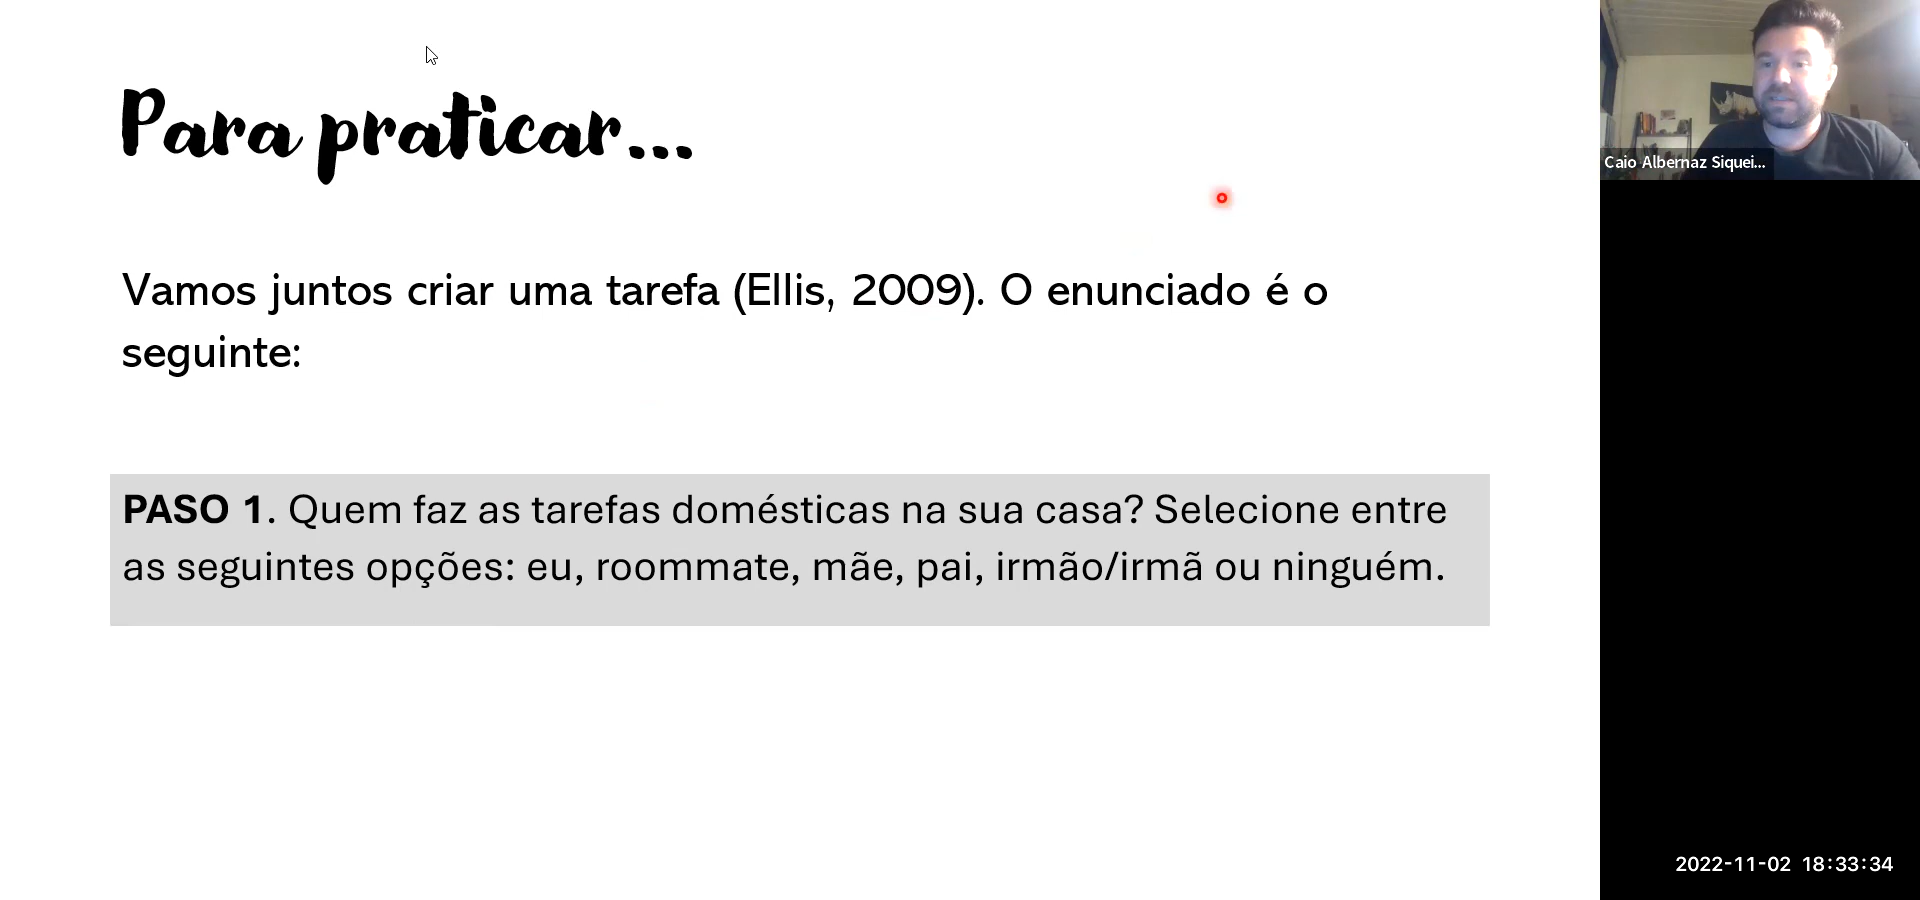 Para praticar...
Vamos juntos criar uma tarefa (Ellis, 2009). O enunciado é o
seguinte:
PASO 1. Quem faz as tarefas domésticas na sua casa? Selecione entre
as seguintes opções: eu, roommate, mãe, pai, irmão/irmã ou ninguém.
Caio Albernaz Siquei...
2022-11-02 18:33:34